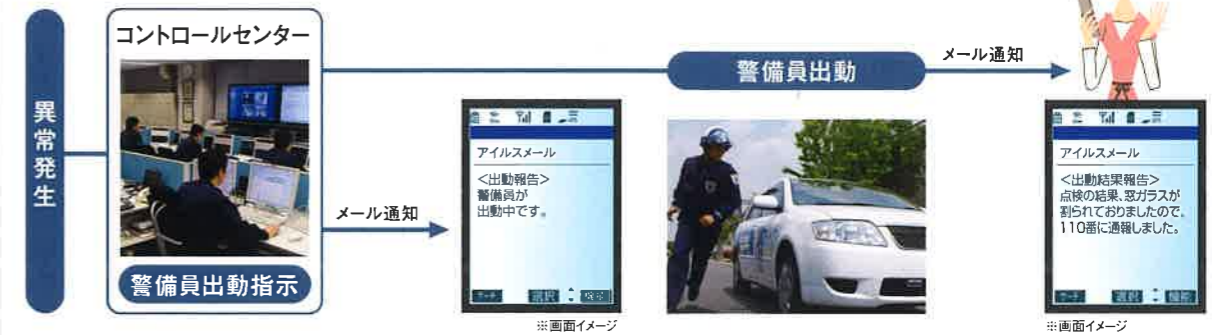 異常発生
コントロールセンター
警備員出動指示
メール通知
アイルスメール
<出動報告>
警備員が
出動中です。
選択
※画面イメージ
警備員出動
メール通知
アイルスメール
<出動結果報告>
点検の結果、窓ガラスが
割られておりましたので、
110番に通報しました。
選択
機能
※画面イメージ